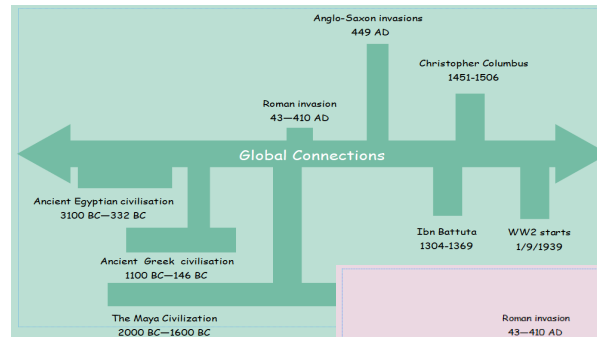 Anglo-Saxon invasions
449 AD
Christopher Columbus
1451-1506
Roman invasion
43—410 AD
Global Connections
Ancient Egyptian civilisation
3100 BC—332 BC
Ibn Battuta
1304-1369
WW2 starts
1/9/1939
Ancient Greek civilisation
1100 BC—146 BC
The Maya Civilization
2000 BC—1600 BC
Roman invasion
43—410 AD